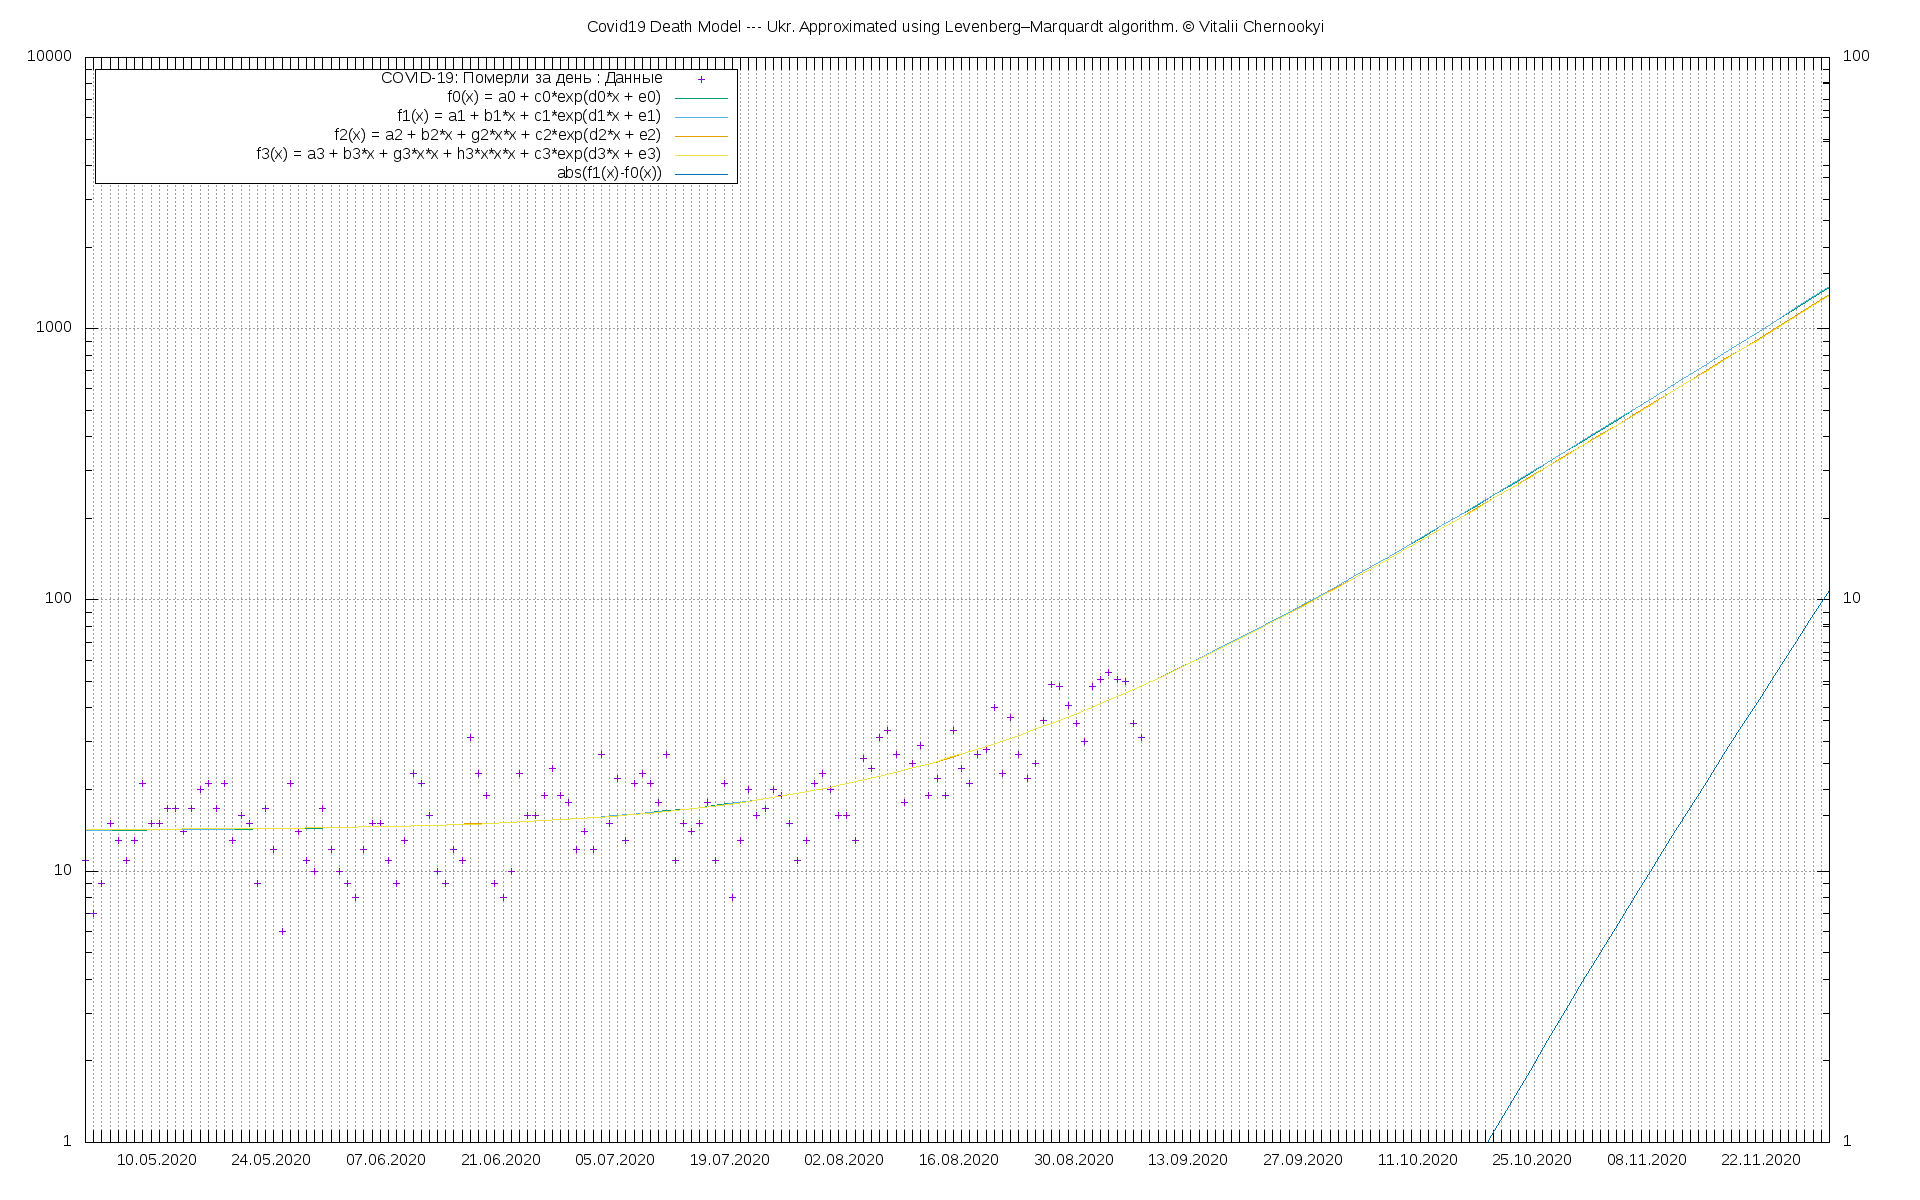 Covid19 Death Model --- Ukr. Approximated using Levenberg–Marquardt algorithm. © Vitalii Chernookyi
10000
100
COVID-19: Померли за день : Данные
f0(x) = a0 + c0*exp(d0*x + e0)
f1(x) = a1 + b1*x + c1*exp(d1*x + e1)
f2(x) = a2 + b2*x + g2*x*x + c2*exp(d2*x + e2)
f3(x) = a3 + b3*x + g3*x*x + h3*x*x*x + c3*exp(d3*x + e3)
abs(f1(x)-f0(x))
1000
100
10
10
1
1
10.05.2020 24.05.2020 07.06.2020 21.06.2020 05.07.2020 19.07.2020 02.08.2020 16.08.2020 30.08.2020 13.09.2020 27.09.2020 11.10.2020 25.10.2020 08.11.2020 22.11.2020